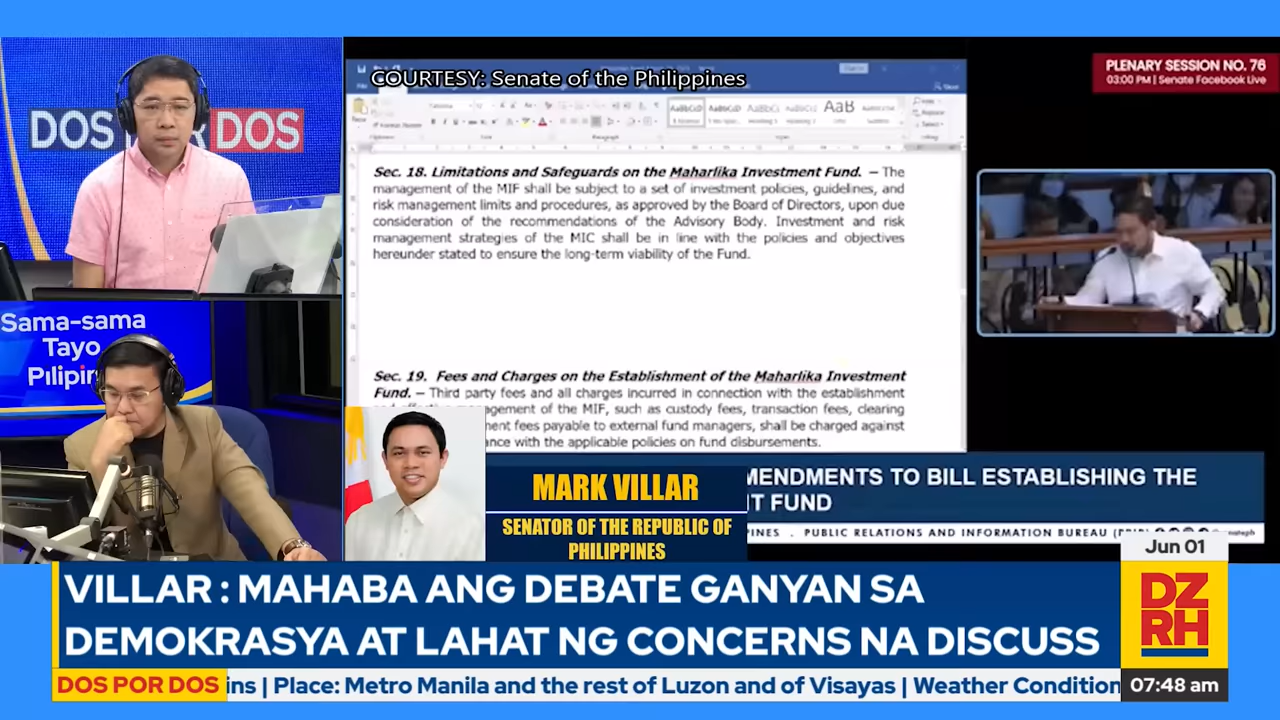 DOS POR DOS
Sama-sama
Tayo
COURTESY: Senate of the Philippines
PLENARY SESSION NO. 76
03:00 PM | Senate Facebook Live
Sec. 18. Limitations and Safeguards on the Maharlika Investment Fund. – The
management of the MIF shall be subject to a set of investment policies, guidelines, and
risk management limits and procedures, as approved by the Board of Directors, upon due
consideration of the recommendations of the Advisory Body. Investment and risk
management strategies of the MIC shall be in line with the policies and objectives
hereunder stated to ensure the long-term viability of the Fund.
Sec. 19. Fees and Charges on the Establishment of the Maharlika Investment
Fund. – Third party fees and all charges incurred in connection with the establishment
management of the MIF, such as custody fees, transaction fees, clearing
fees payable to external fund managers, shall be charged against
with the applicable policies on fund disbursements.
MARK VILLAR
SENATOR OF THE REPUBLIC OF
PHILIPPINES
MENDMENTS TO BILL ESTABLISHING THE
T FUND
PINES . PUBLIC RELATIONS AND INFORMATION BUREAU
Jun 01
VILLAR : MAHABA ANG DEBATE GANYAN SA
DEMOKRASYA AT LAHAT NG CONCERNS NA DISCUSS
DZ
RH
DOS POR DOS
ins | Place: Metro Manila and the rest of Luzon and of Visayas | Weather Condition
07:48 am